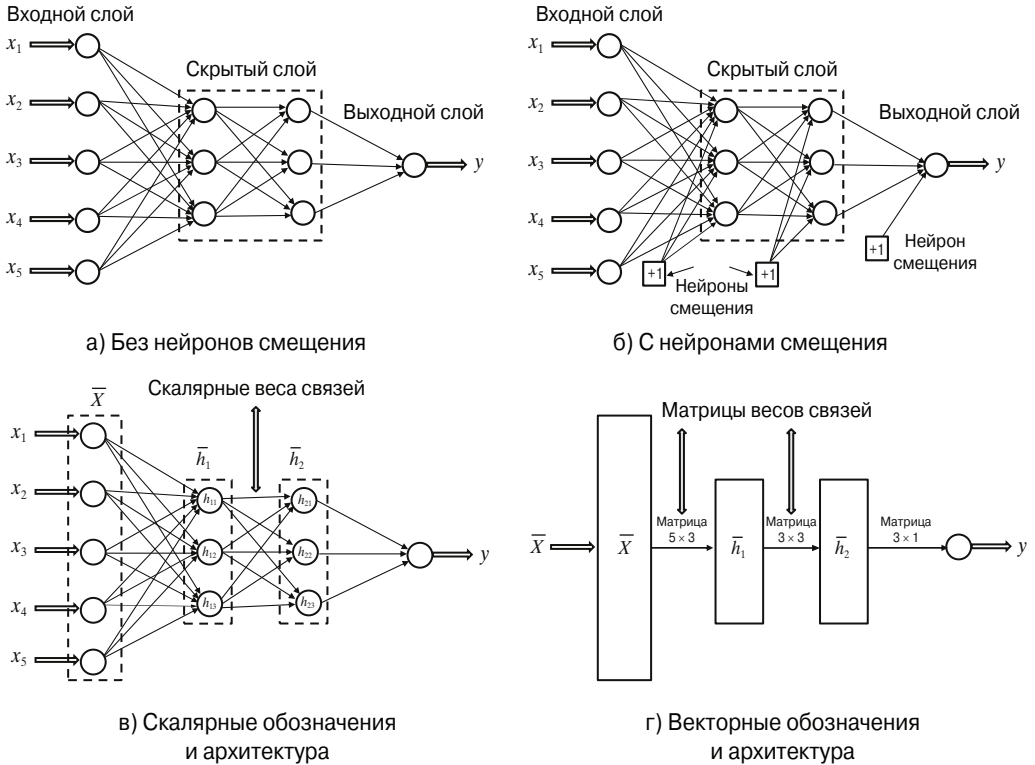 Входной слой
x1
x2
x3
x4
x5
Скрытый слой
Выходной слой
y
а) Без нейронов смещения
Входной слой
x1
x2
x3
x4
x5
Скрытый слой
Выходной слой
y
+1
+1
+1
Нейрон
смещения
Нейроны
смещения
б) С нейронами смещения
Скалярные веса связей
X̅
x1
x2
x3
x4
x5
h̅1
h̅2
h11
h12
h13
h21
h22
h23
y
в) Скалярные обозначения
и архитектура
Матрицы весов связей
X̅
X̅
Матрица
5 × 3
h̅1
Матрица
3 × 3
h̅2
Матрица
3 × 1
y
г) Векторные обозначения
и архитектура